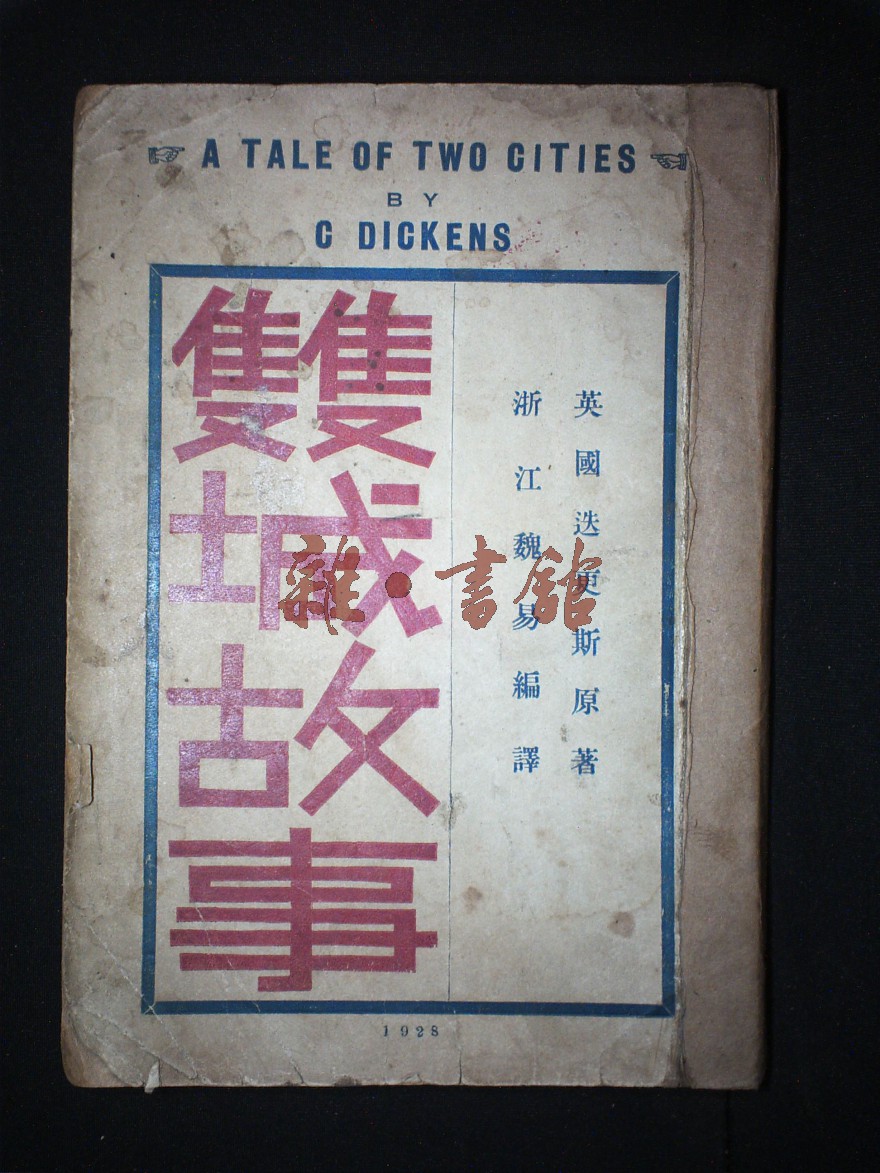 A TALE OF TWO CITIES
BY
C DICKENS
英國迭更斯原著
浙江魏易編譯
雙城故事
1928
雜·書館